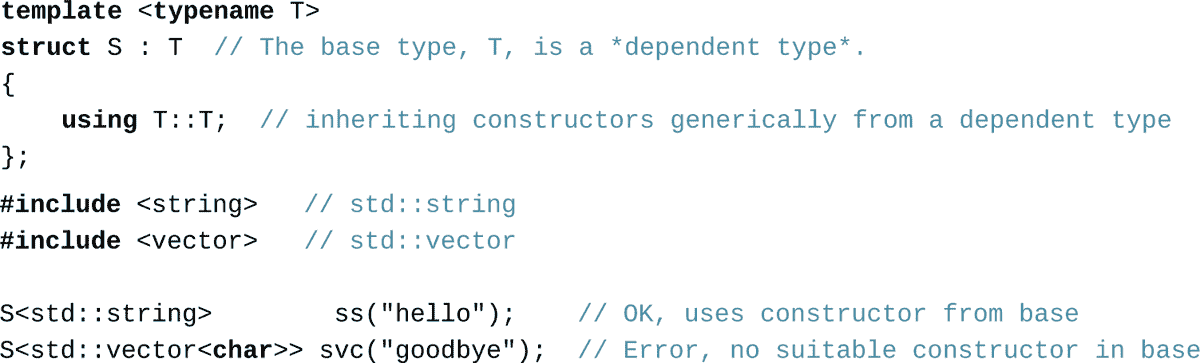 template <typename T>
struct S : T  // The base type, T, is a *dependent type*.
{
    using T::T;  // inheriting constructors generically from a dependent type
};
#include <string>   // std::string
#include <vector>   // std::vector
S<std::string>        ss("hello");    // OK, uses constructor from base
S<std::vector<char>> svc("goodbye");  // Error, no suitable constructor in base